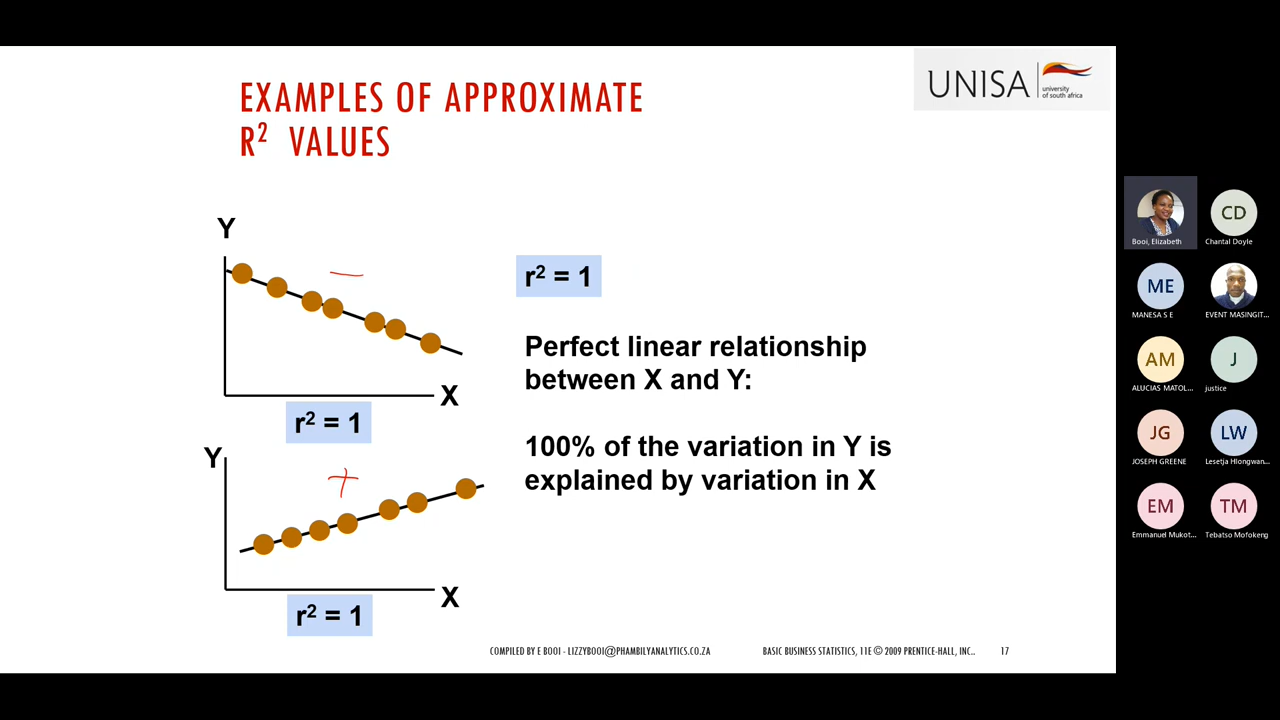 EXAMPLES OF APPROXIMATE
R² VALUES
UNISA
university
of south africa
Y
−
X
r² = 1
Y
+
X
r² = 1
r² = 1
Perfect linear relationship
between X and Y:
100% of the variation in Y is
explained by variation in X
COMPILED BY E BOOI - LIZZYBOOI@PHAMBILYANALYTICS.CO.ZA
BASIC BUSINESS STATISTICS, 11E © 2009 PRENTICE-HALL, INC..
17
Booi, Elizabeth
CD
Chantal Doyle
ME
MANESA S E
EVENT MASINGIT...
AM
ALUCIAS MATOL...
J
justice
JG
JOSEPH GREENE
LW
Lesetja Hlongwan...
EM
Emmanuel Mukot...
TM
Tebatso Mofokeng